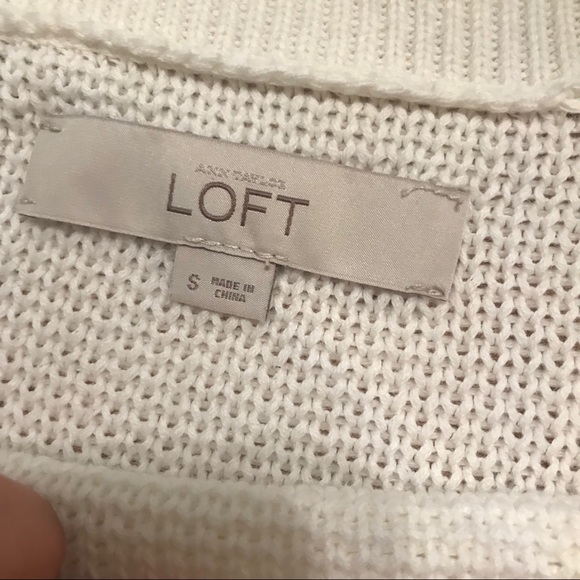 ANN TAYLOR
LOFT
S
MADE IN
CHINA